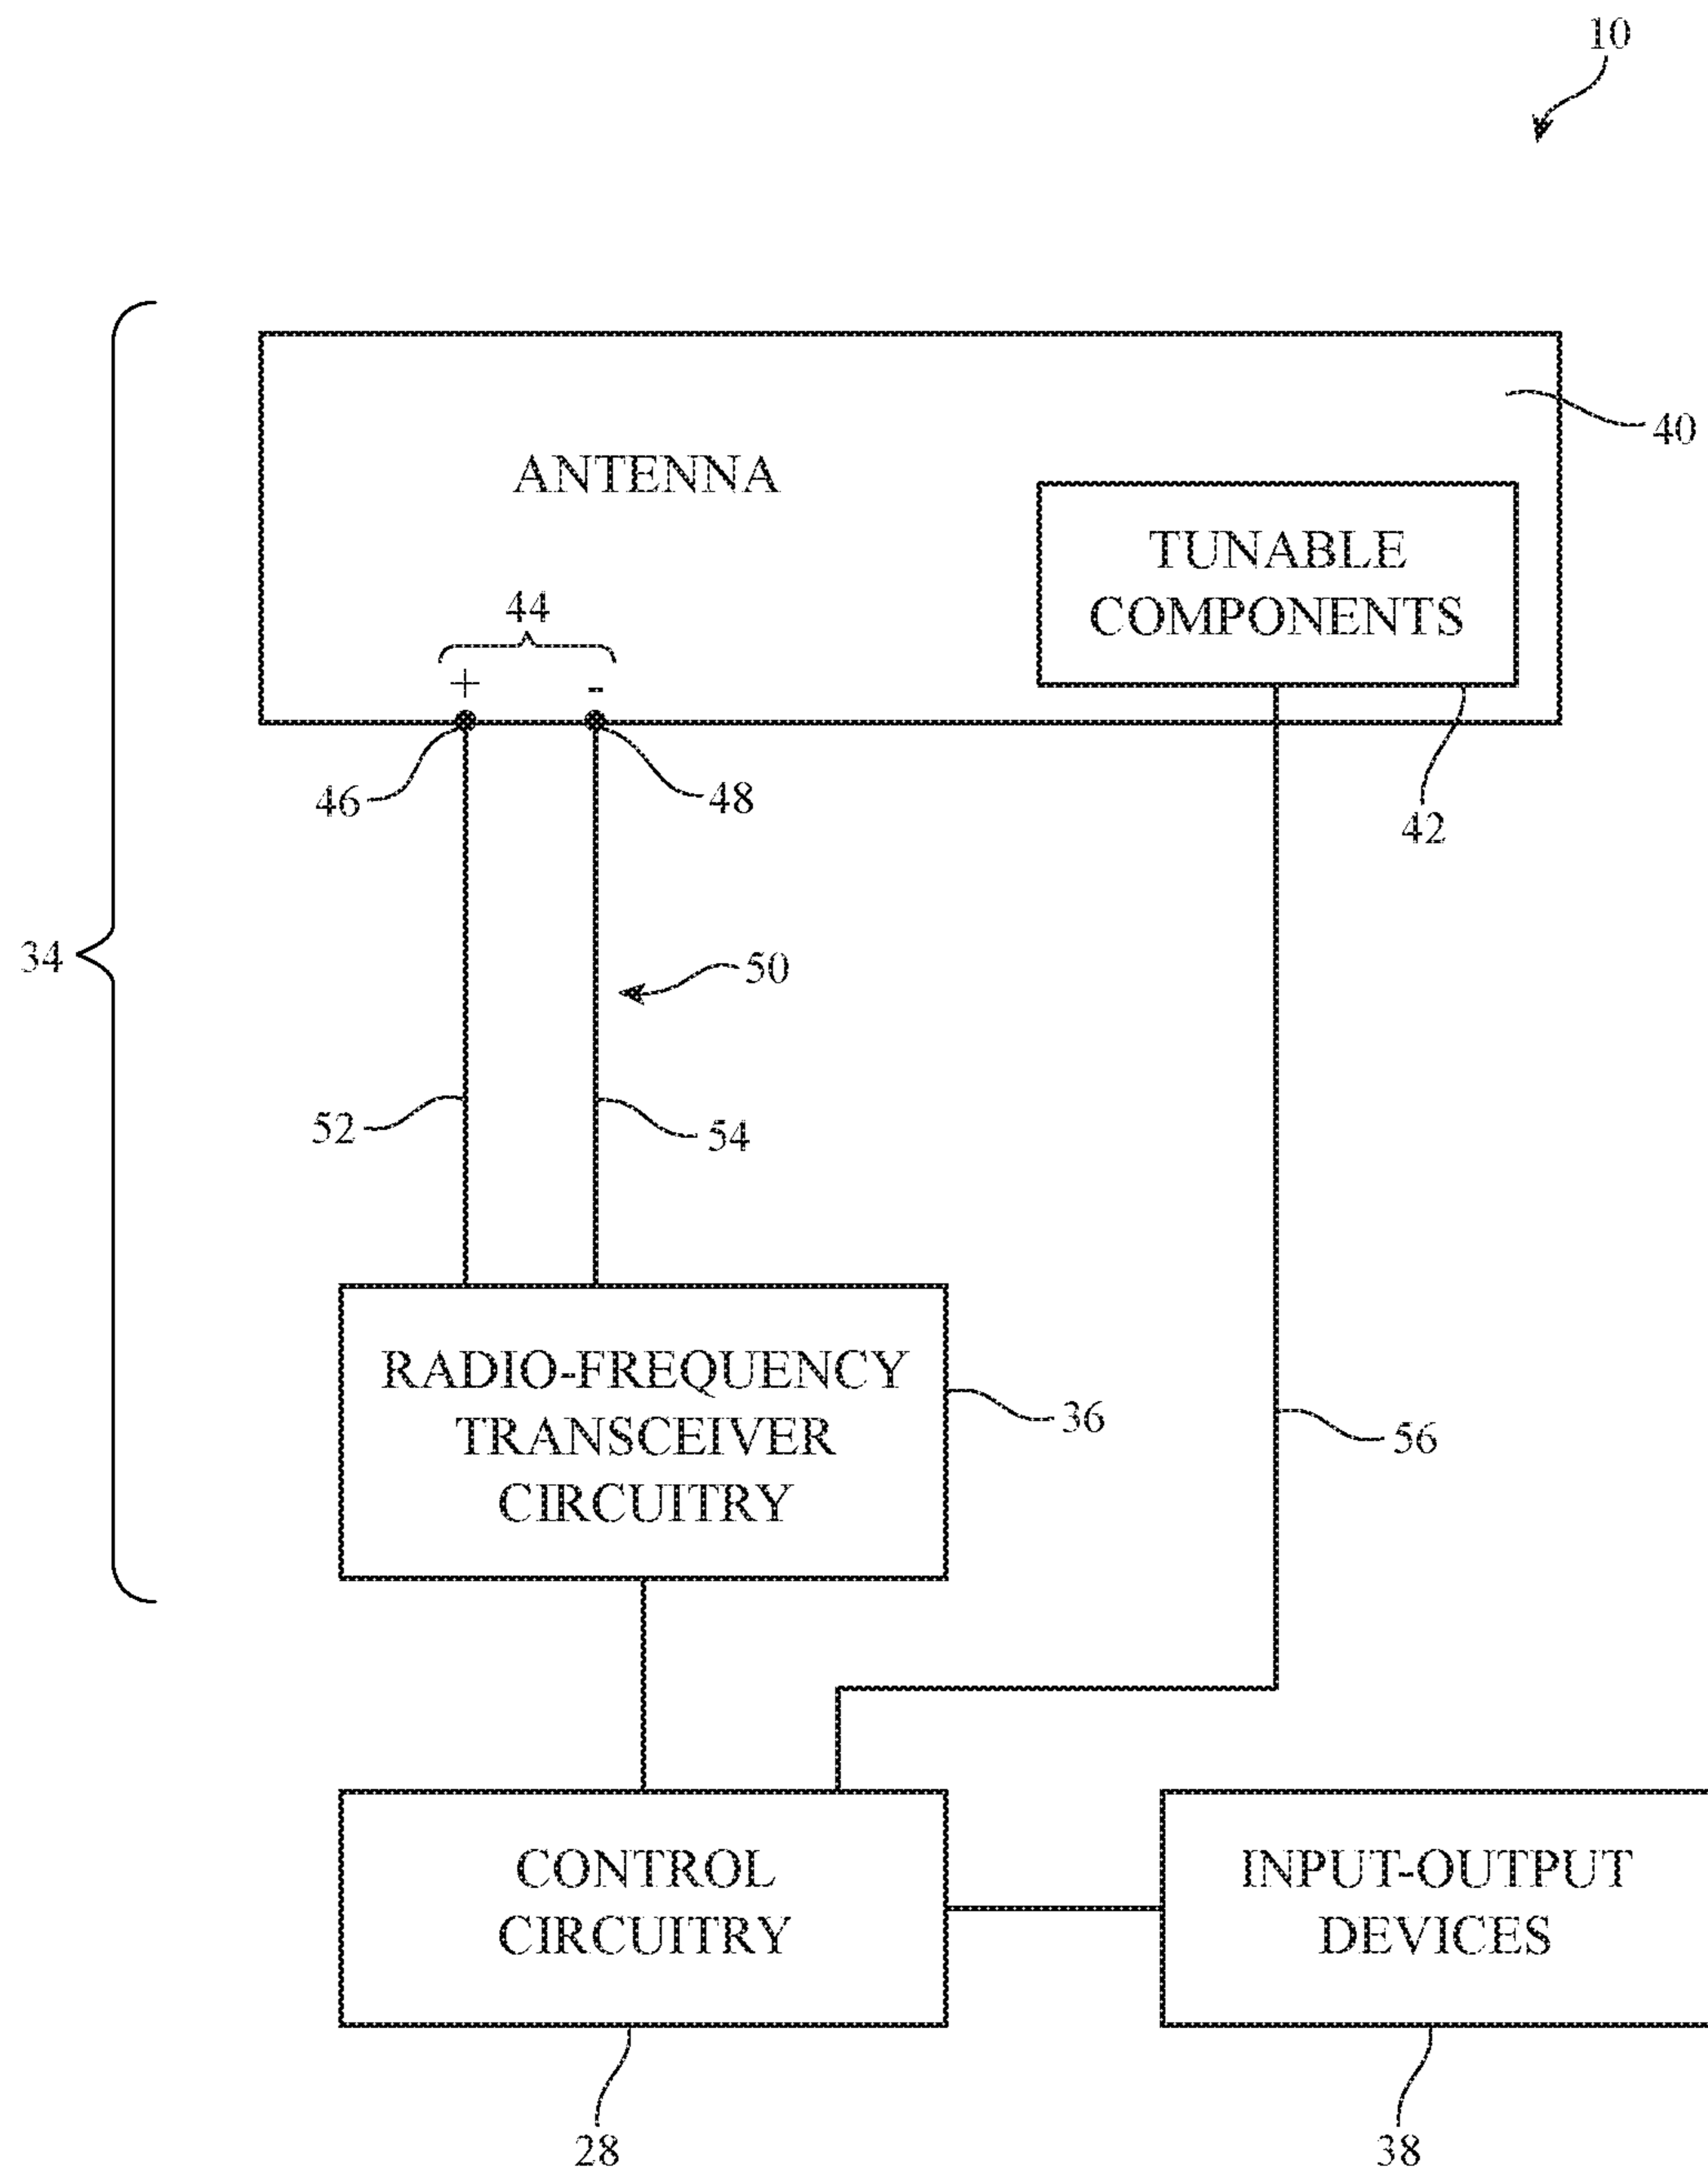 10
40
ANTENNA
TUNABLE
COMPONENTS
44
+ -
46
48
42
34
50
52
54
RADIO-FREQUENCY
TRANSCEIVER
CIRCUITRY
36
56
CONTROL
CIRCUITRY
INPUT-OUTPUT
DEVICES
28
38